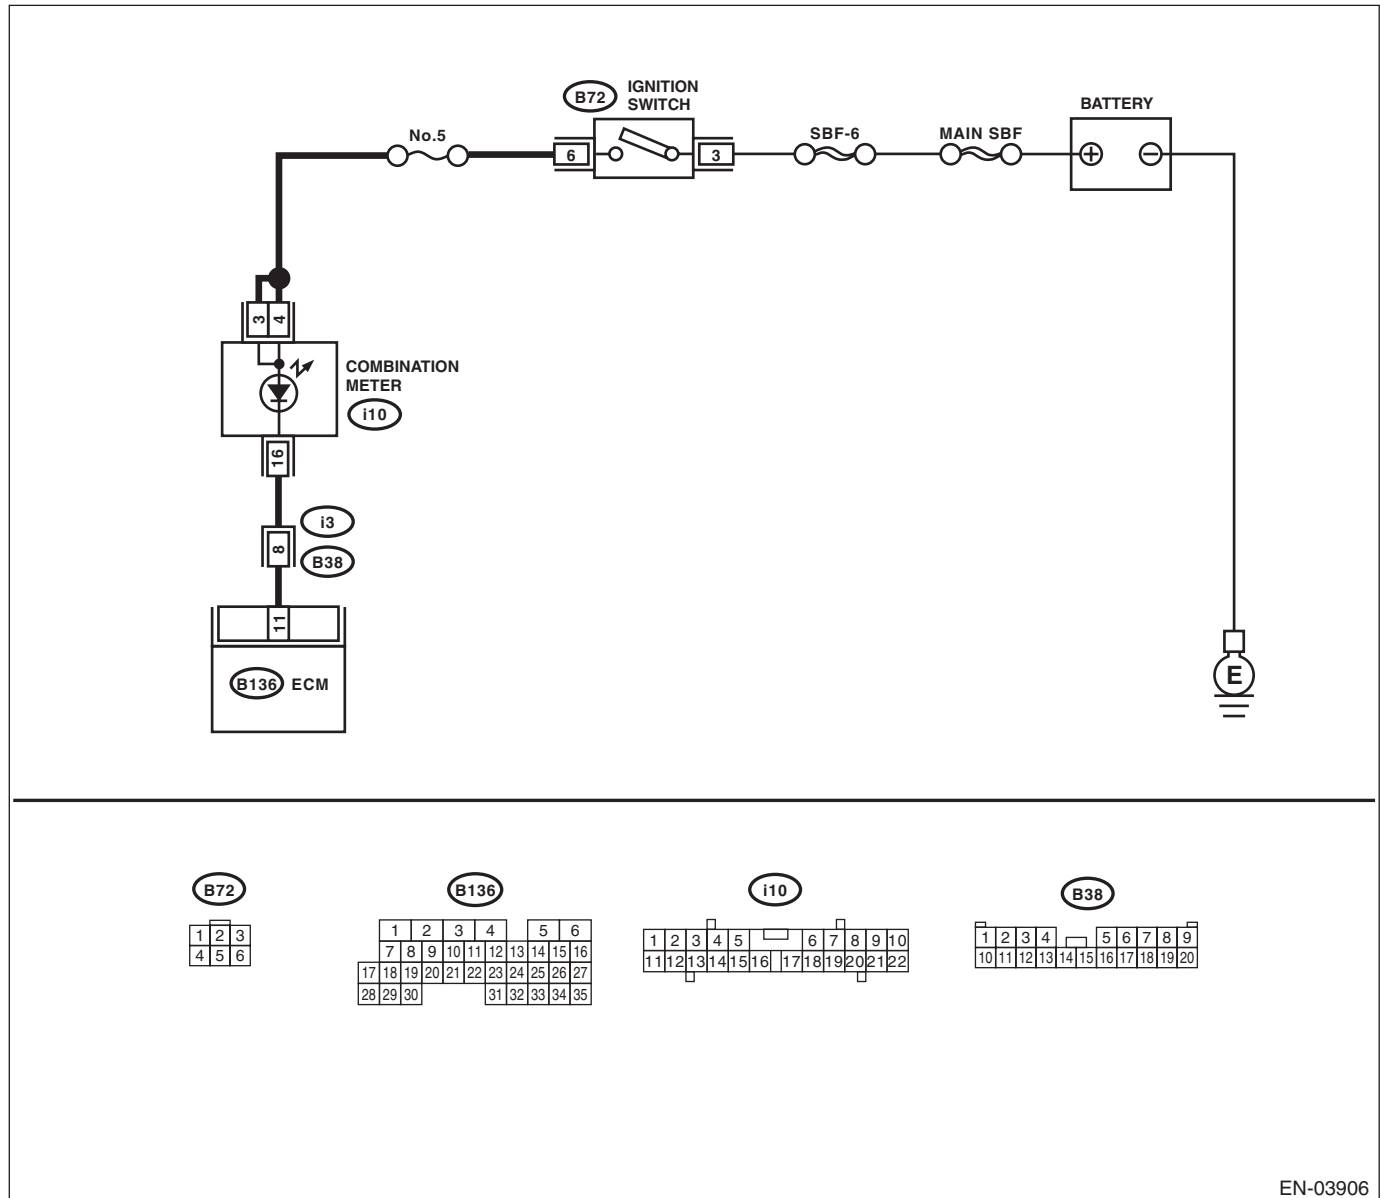 B72 IGNITION
SWITCH
BATTERY
No.5
SBF-6
MAIN SBF
6
3
3 4
COMBINATION
METER
i10
16
i3
8
B38
11
B136 ECM
E
B72
B136
i10
B38
1 2 3
4 5 6
1 2 3 4 5 6
7 8 9 10 11 12 13 14 15 16
17 18 19 20 21 22 23 24 25 26 27
28 29 30 31 32 33 34 35
1 2 3 4 5 6 7 8 9 10
11 12 13 14 15 16 17 18 19 20 21 22
1 2 3 4 5 6 7 8 9
10 11 12 13 14 15 16 17 18 19 20
EN-03906